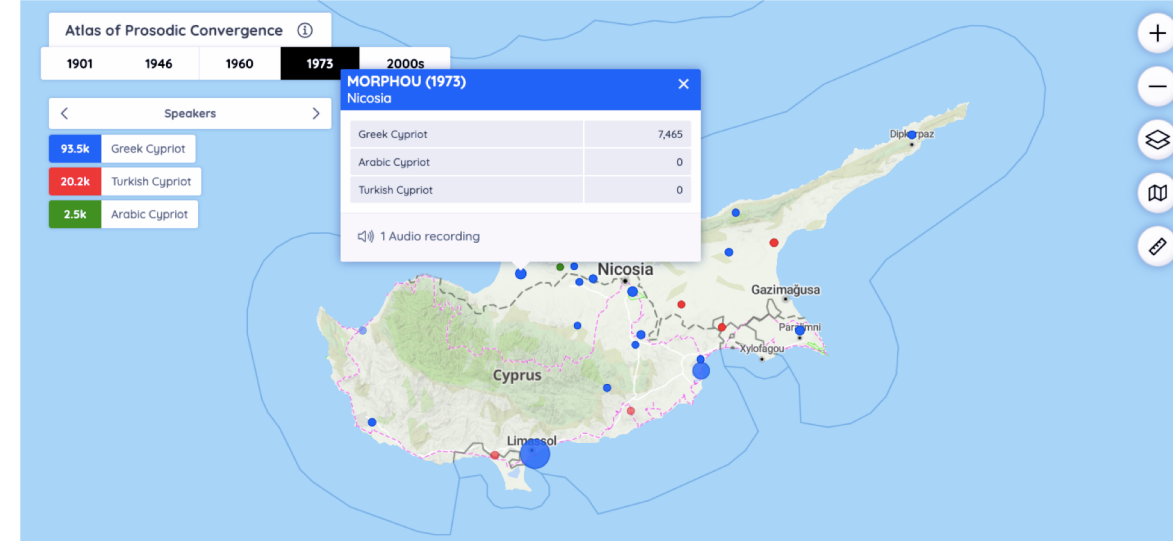 Atlas of Prosodic Convergence
1901 1946 1960 1973 2000s
Speakers
93.5k Greek Cypriot
20.2k Turkish Cypriot
2.5k Arabic Cypriot
MORPHOU (1973)
Nicosia
Greek Cypriot 7,465
Arabic Cypriot 0
Turkish Cypriot 0
1 Audio recording
Dipkarpaz
Nicosia
Gazimağusa
Paralimni
Xylofagou
Cyprus
Limassol